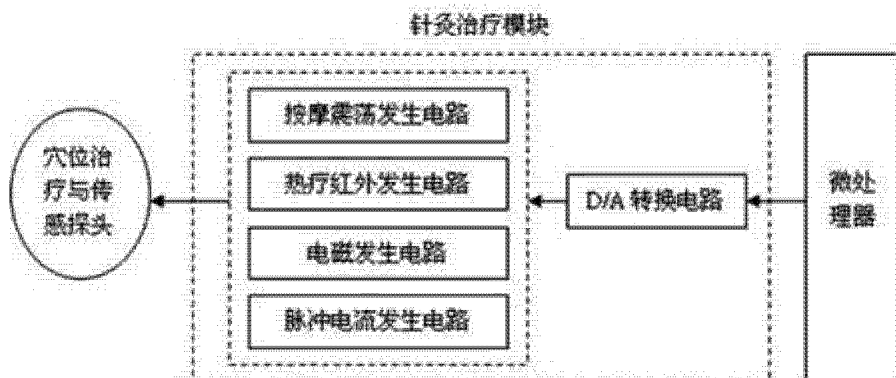 针灸治疗模块
按摩震荡发生电路
穴位治
疗与传
感探头
热疗红外发生电路
D/A 转换电路
微处
理器
电磁发生电路
脉冲电流发生电路